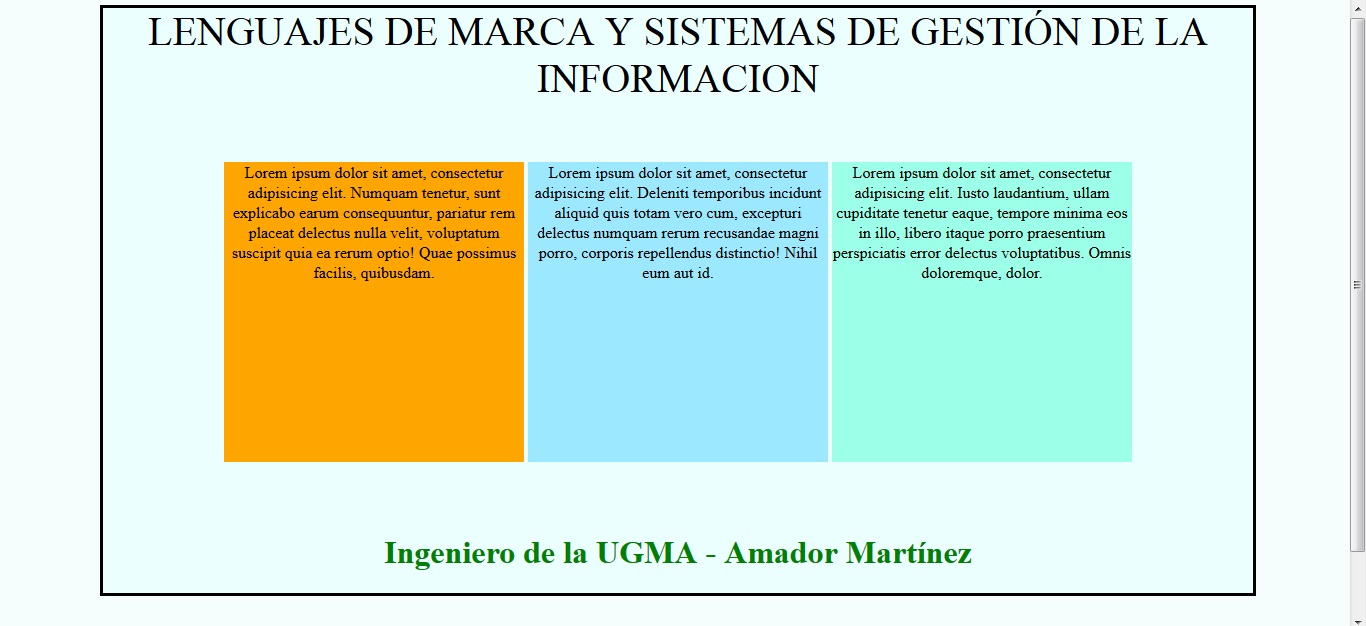 LENGUAJES DE MARCA Y SISTEMAS DE GESTIÓN DE LA
INFORMACION
Lorem ipsum dolor sit amet, consectetur
adipisicing elit. Numquam tenetur, sunt
explicabo earum consequuntur, pariatur rem
placeat delectus nulla velit, voluptatum
suscipit quia ea rerum optio! Quae possimus
facilis, quibusdam.
Lorem ipsum dolor sit amet, consectetur
adipisicing elit. Deleniti temporibus incidunt
aliquid quis totam vero cum, excepturi
delectus numquam rerum recusandae magni
porro, corporis repellendus distinctio! Nihil
eum aut id.
Lorem ipsum dolor sit amet, consectetur
adipisicing elit. Iusto laudantium, ullam
cupiditate tenetur eaque, tempore minima eos
in illo, libero itaque porro praesentium
perspiciatis error delectus voluptatibus. Omnis
doloremque, dolor.
Ingeniero de la UGMA - Amador Martínez